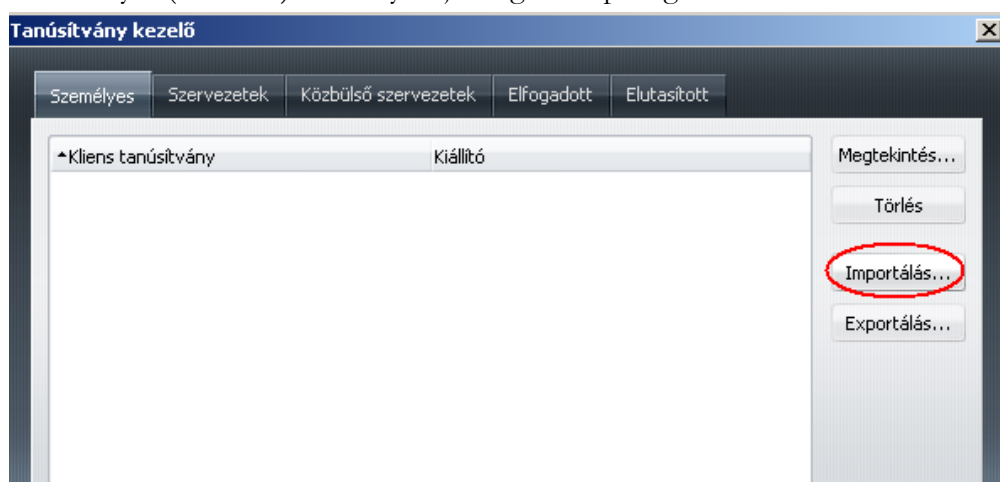 Tanúsítvány kezelő
Személyes Szervezetek Közbülső szervezetek Elfogadott Elutasított
Kliens tanúsítvány Kiállító
Megtekintés...
Törlés
Importálás...
Exportálás...